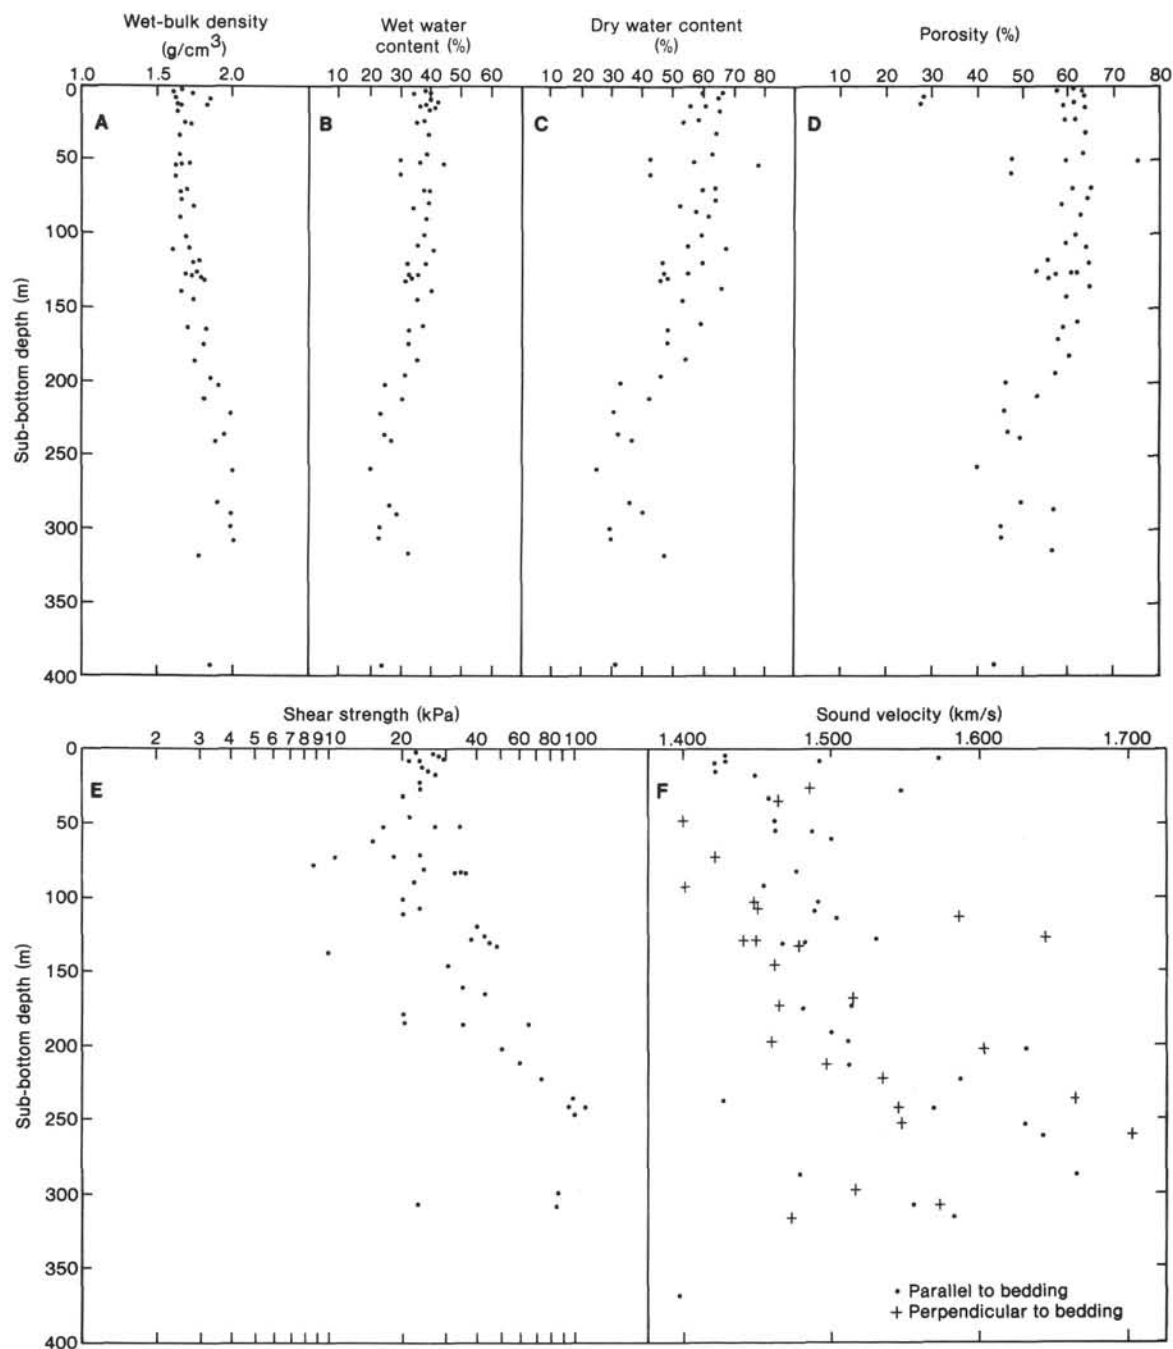 Wet-bulk density
(g/cm3)
Wet water
content (%)
Dry water content
(%)
Porosity (%)
1.0 1.5 2.0 10 20 30 40 50 60 10 20 30 40 50 60 70 80 10 20 30 40 50 60 70 80
A B C D
0
50
100
150
200
250
300
350
400
Sub-bottom depth (m)
Shear strength (kPa)
Sound velocity (km/s)
2 3 4 5 6 7 8 9 10 20 40 60 80 100 1.400 1.500 1.600 1.700
E F
0
50
100
150
200
250
300
350
400
Sub-bottom depth (m)
• Parallel to bedding
+ Perpendicular to bedding